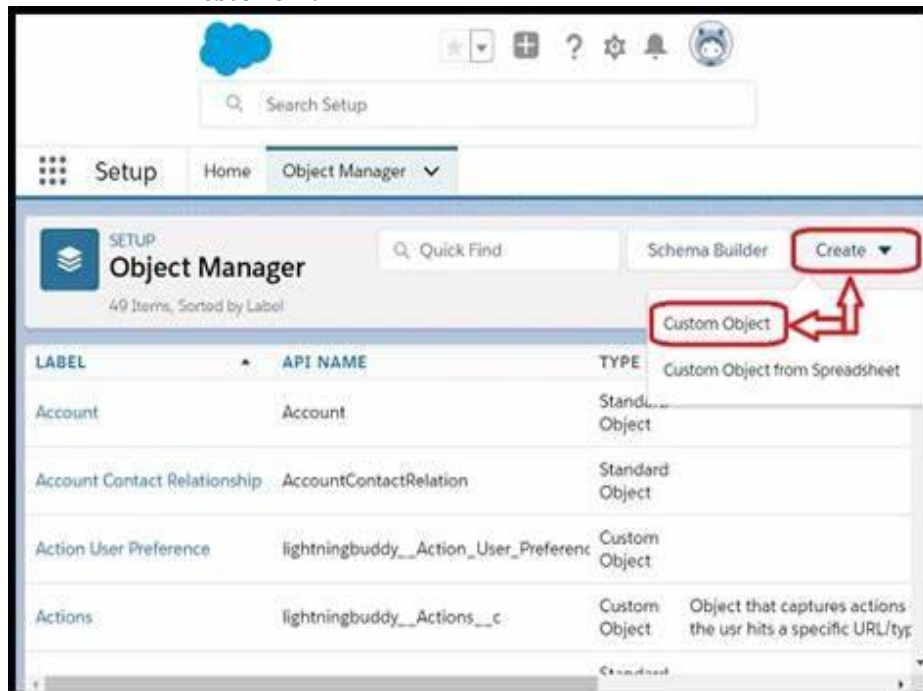 Search Setup
Setup Home Object Manager
SETUP
Object Manager
49 Items, Sorted by Label
Quick Find
Schema Builder
Create
Custom Object
Custom Object from Spreadsheet
LABEL API NAME TYPE
Account Account Standard
Object
Account Contact Relationship AccountContactRelation Standard
Object
Action User Preference lightningbuddy__Action_User_Preferenc Custom
Object
Actions lightningbuddy__Actions__c Custom Object that captures actions
Object the usr hits a specific URL/typ
Standard